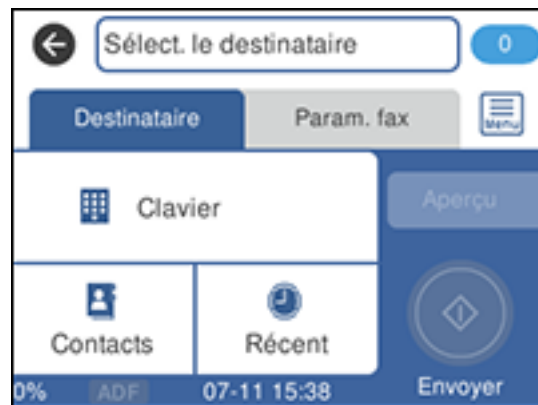 Sélect. le destinataire
0
Destinataire
Param. fax
Menu
Clavier
Aperçu
Contacts
Récent
0%
ADF
07-11 15:38
Envoyer